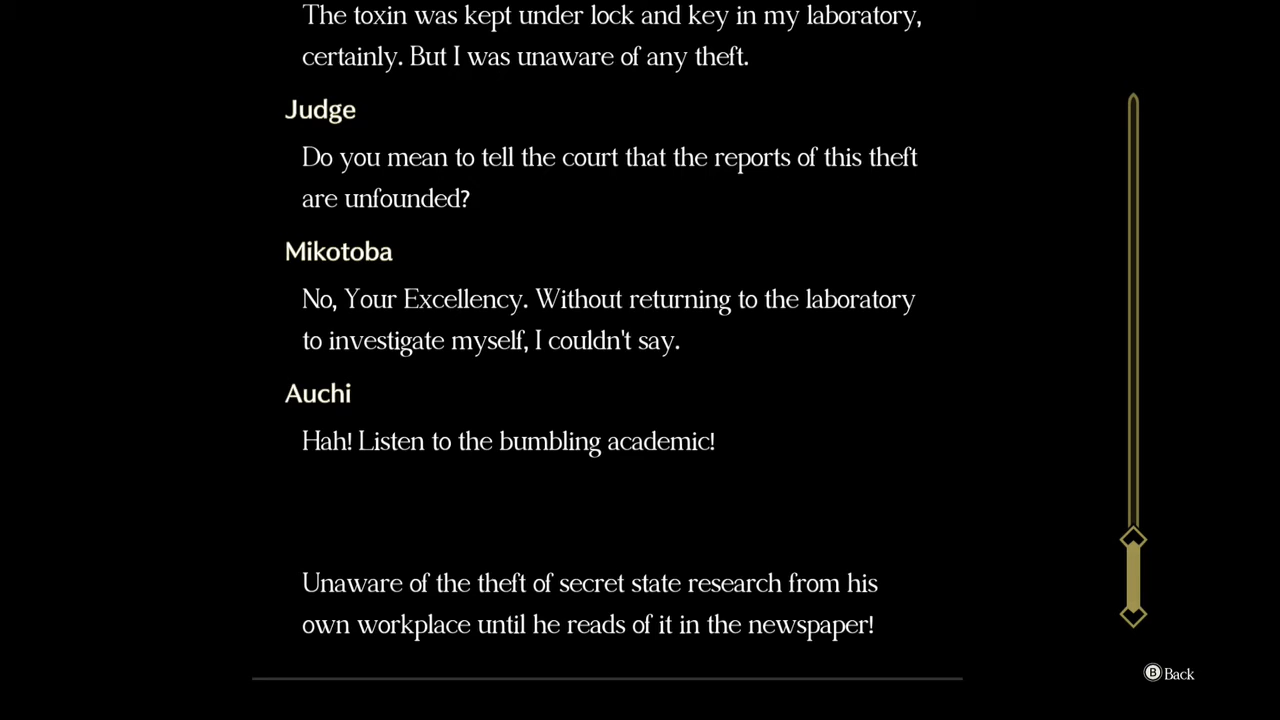 The toxin was kept under lock and key in my laboratory,
certainly. But I was unaware of any theft.
Judge
Do you mean to tell the court that the reports of this theft
are unfounded?
Mikotoba
No, Your Excellency. Without returning to the laboratory
to investigate myself, I couldn't say.
Auchi
Hah! Listen to the bumbling academic!
Unaware of the theft of secret state research from his
own workplace until he reads of it in the newspaper!
B Back